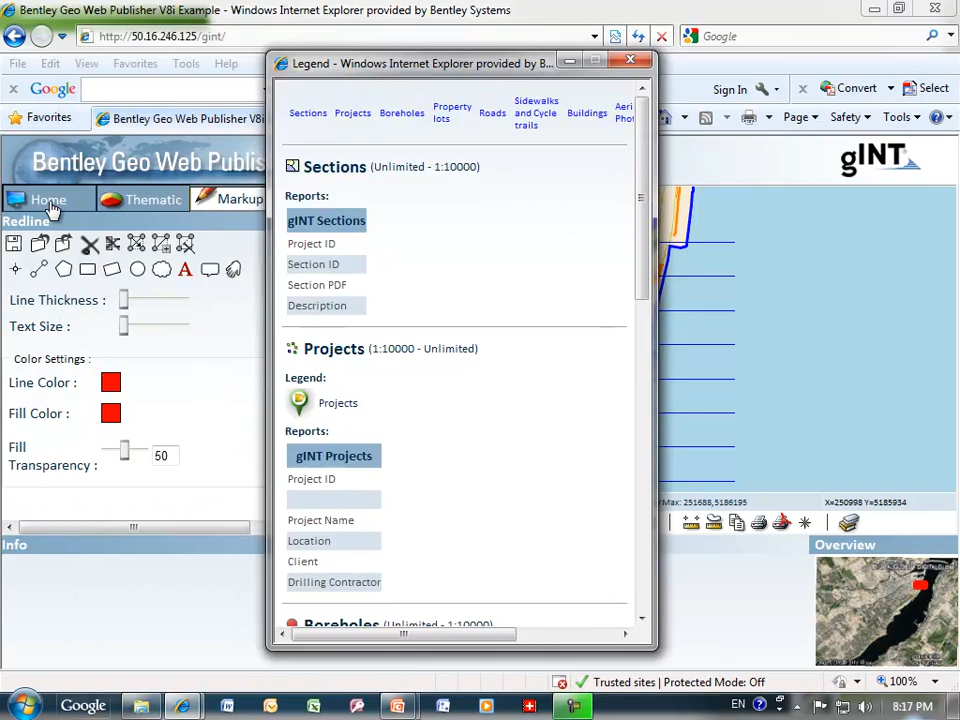 Bentley Geo Web Publisher V8i Example - Windows Internet Explorer provided by Bentley Systems
http://50.16.246.125/gint/
Google
File Edit View Favorites Tools Help
Legend - Windows Internet Explorer provided by B...
Google
Sign In
Convert
Select
Favorites
Bentley Geo Web Publisher V8i Exa
Page
Safety
Tools
Bentley Geo Web Publis
gINT
Home
Thematic
Markup
Redline
Line Thickness :
Text Size :
Color Settings :
Line Color :
Fill Color :
Fill
Transparency :
50
Sections Projects Boreholes Property lots Roads Sidewalks and Cycle trails Buildings Aeri Phot
Sections (Unlimited - 1:10000)
Reports:
gINT Sections
Project ID
Section ID
Section PDF
Description
Projects (1:10000 - Unlimited)
Legend:
Projects
Reports:
gINT Projects
Project ID
Project Name
Location
Client
Drilling Contractor
Boreholes (Unlimited - 1:10000)
rMax: 251688,5186195
X=250998 Y=5185934
Info
Overview
Trusted sites | Protected Mode: Off
100%
Google
EN
8:17 PM